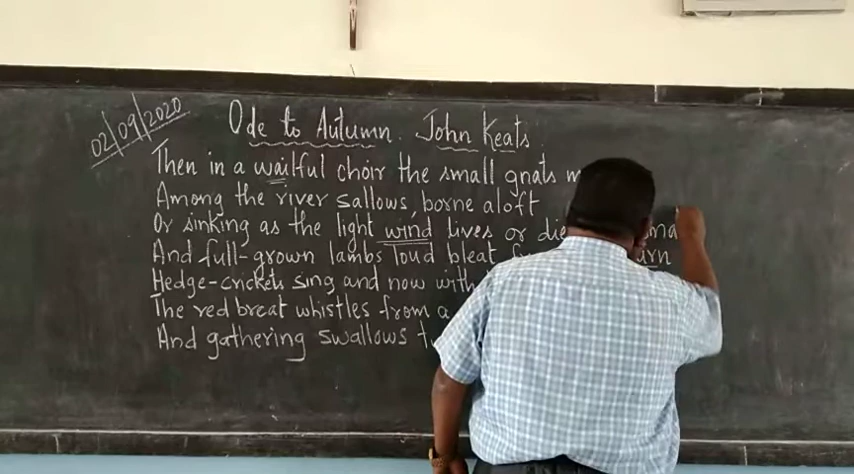 02/09/2020
Ode to Autumn. John Keats.
Then in a wailful choir the small gnats
Among the river sallows, borne aloft
Or sinking as the light wind lives or
And full-grown lambs loud bleat
Hedge-crickets sing and now with
The red breat whistles from a
And gathering swallows